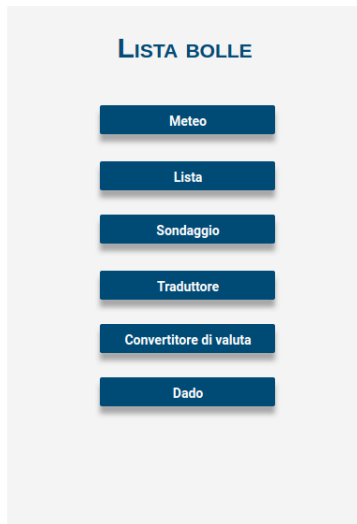 Lista bolle
Meteo
Lista
Sondaggio
Traduttore
Convertitore di valuta
Dado